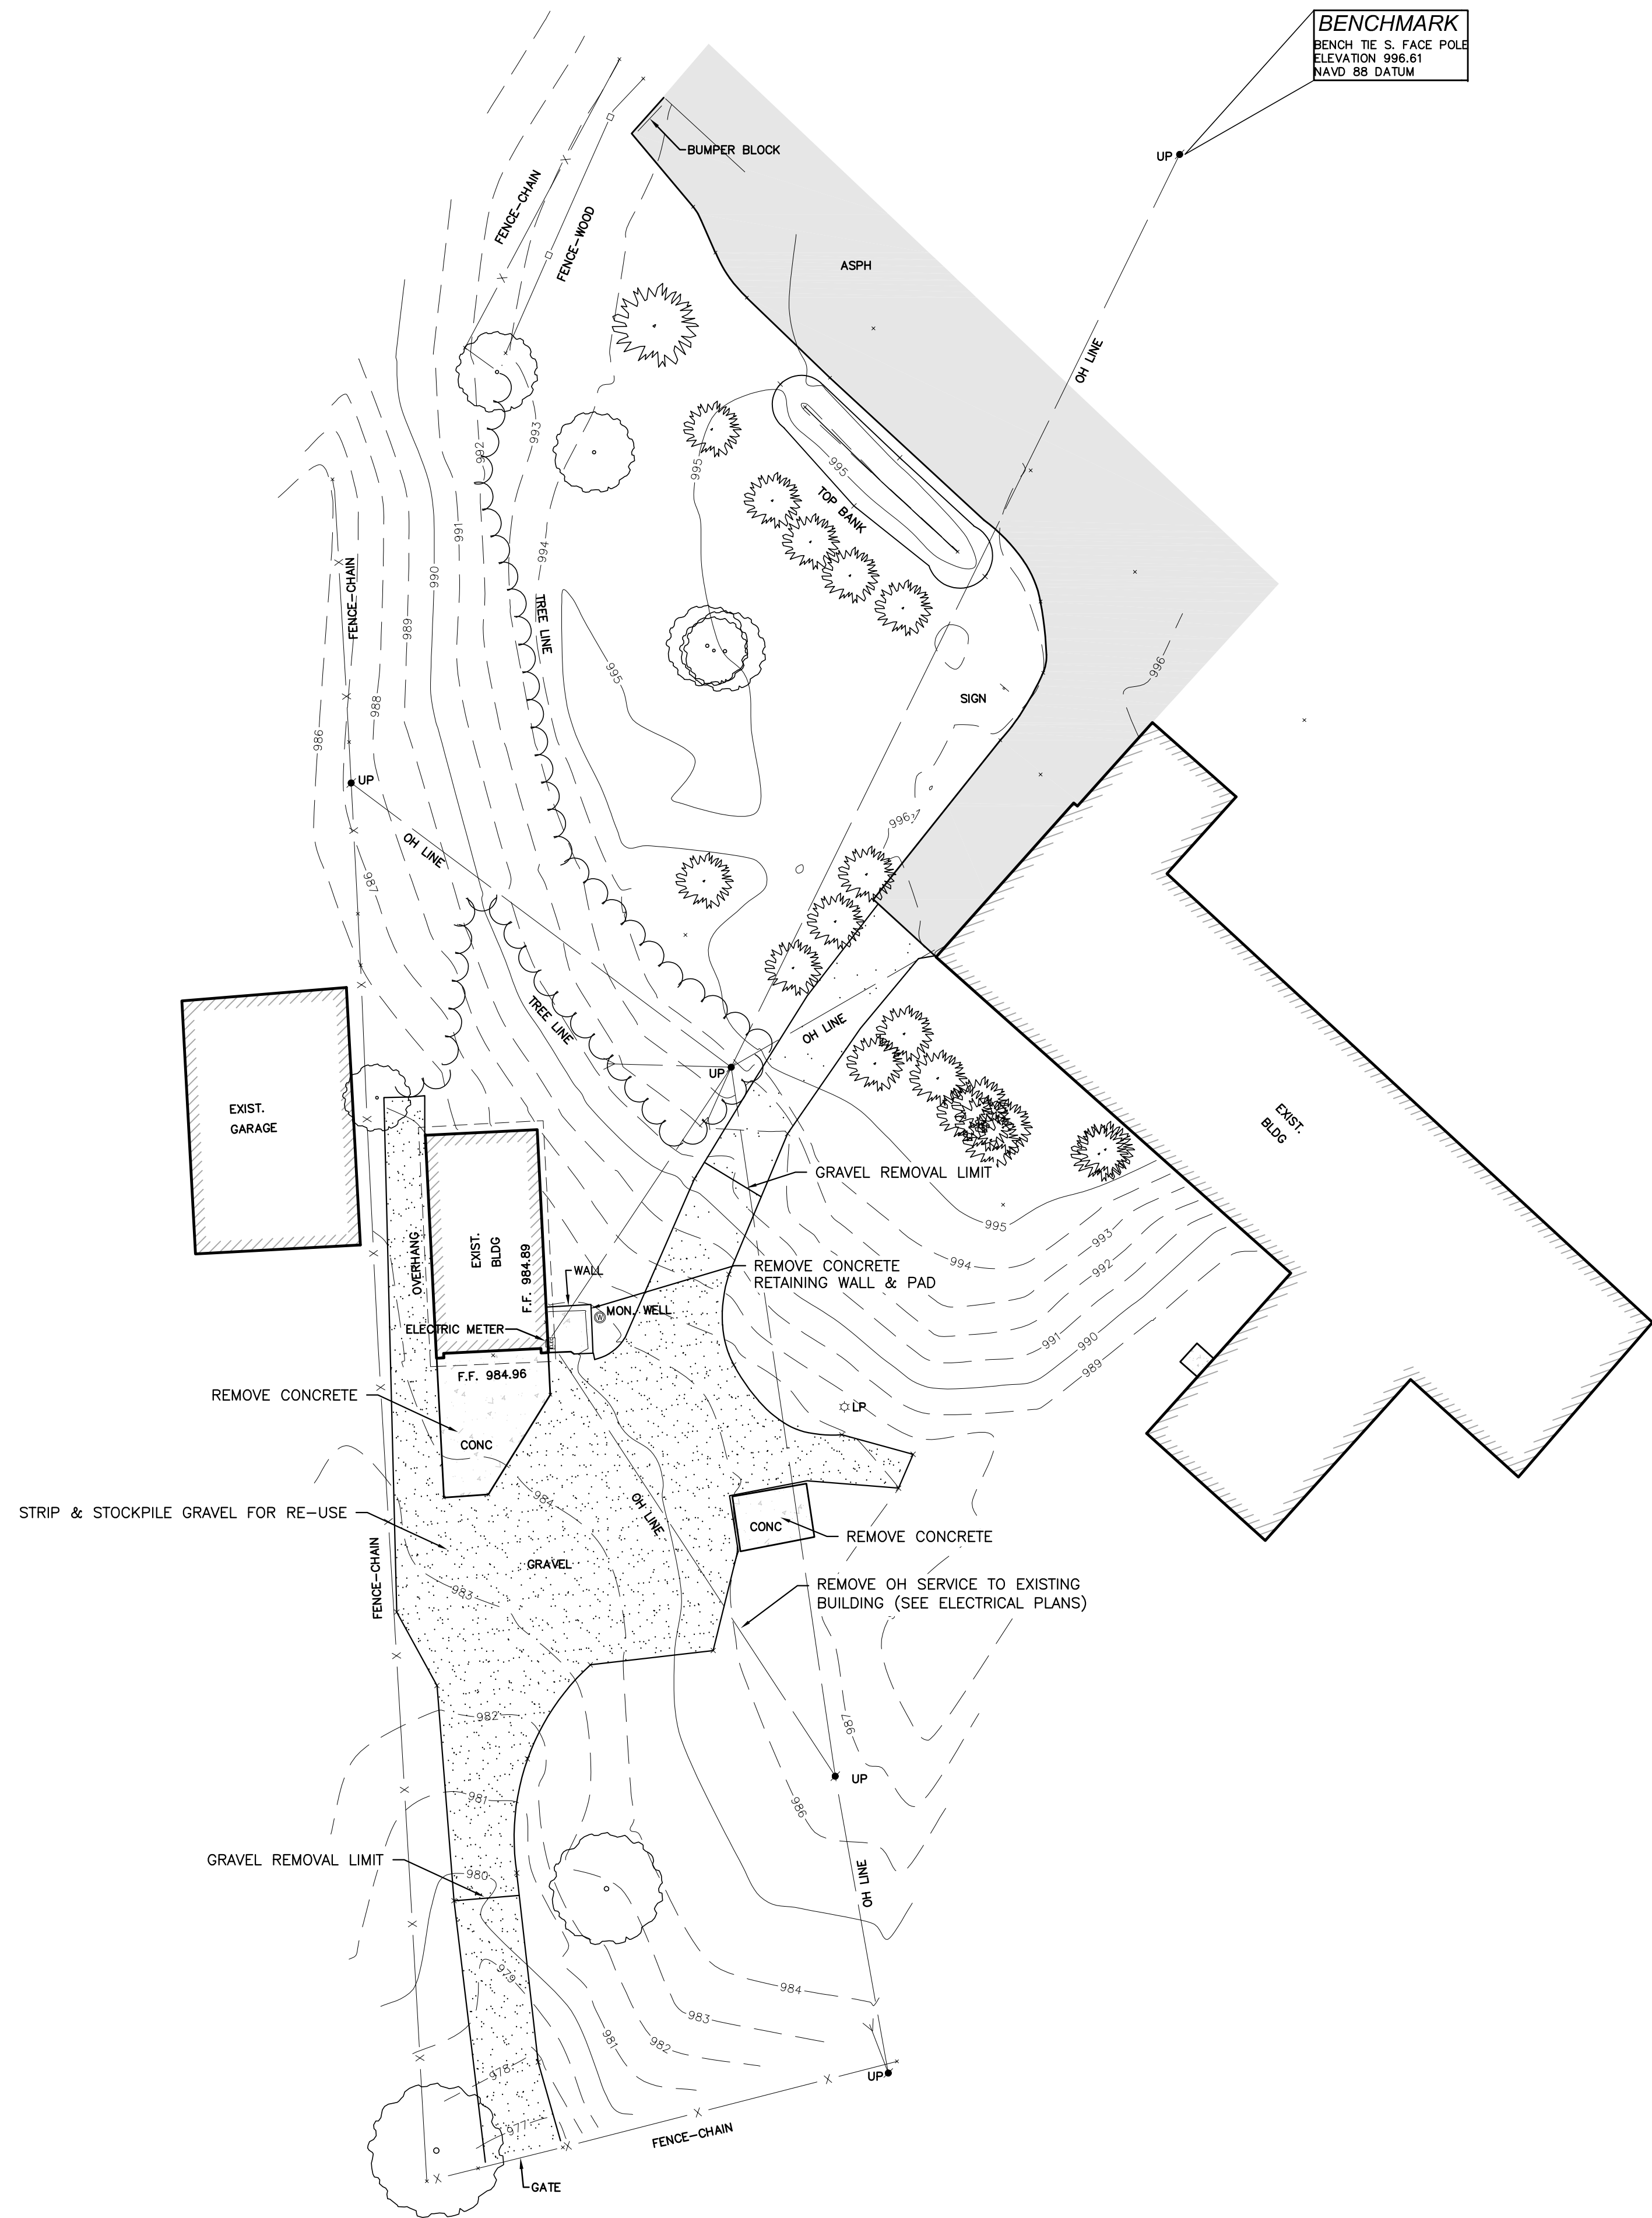 BENCHMARK
BENCH TIE S. FACE POLE
ELEVATION 996.61
NAVD 88 DATUM
UP
BUMPER BLOCK
FENCE-CHAIN
FENCE-WOOD
ASPH
OH LINE
992
993
995
995
TOP BANK
991
994
990
FENCE-CHAIN
989
TREE LINE
995
988
986
996
SIGN
UP
996
OH LINE
987
TREE LINE
OH LINE
UP
EXIST.
GARAGE
EXIST.
BLDG
GRAVEL REMOVAL LIMIT
995
993
994
992
OVERHANG
EXIST.
BLDG
F.F. 984.89
WALL
REMOVE CONCRETE
RETAINING WALL & PAD
MON. WELL
W
ELECTRIC METER
991
990
989
F.F. 984.96
REMOVE CONCRETE
LP
CONC
984
OH LINE
STRIP & STOCKPILE GRAVEL FOR RE-USE
CONC
REMOVE CONCRETE
GRAVEL
FENCE-CHAIN
983
REMOVE OH SERVICE TO EXISTING
BUILDING (SEE ELECTRICAL PLANS)
982
987
UP
981
986
GRAVEL REMOVAL LIMIT
980
OH LINE
979
984
983
981
982
978
UP
977
FENCE-CHAIN
GATE